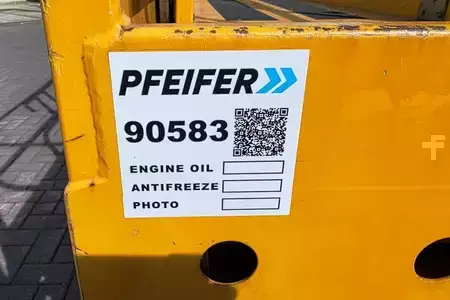 PFEIFER
90583
ENGINE OIL
ANTIFREEZE
PHOTO
f